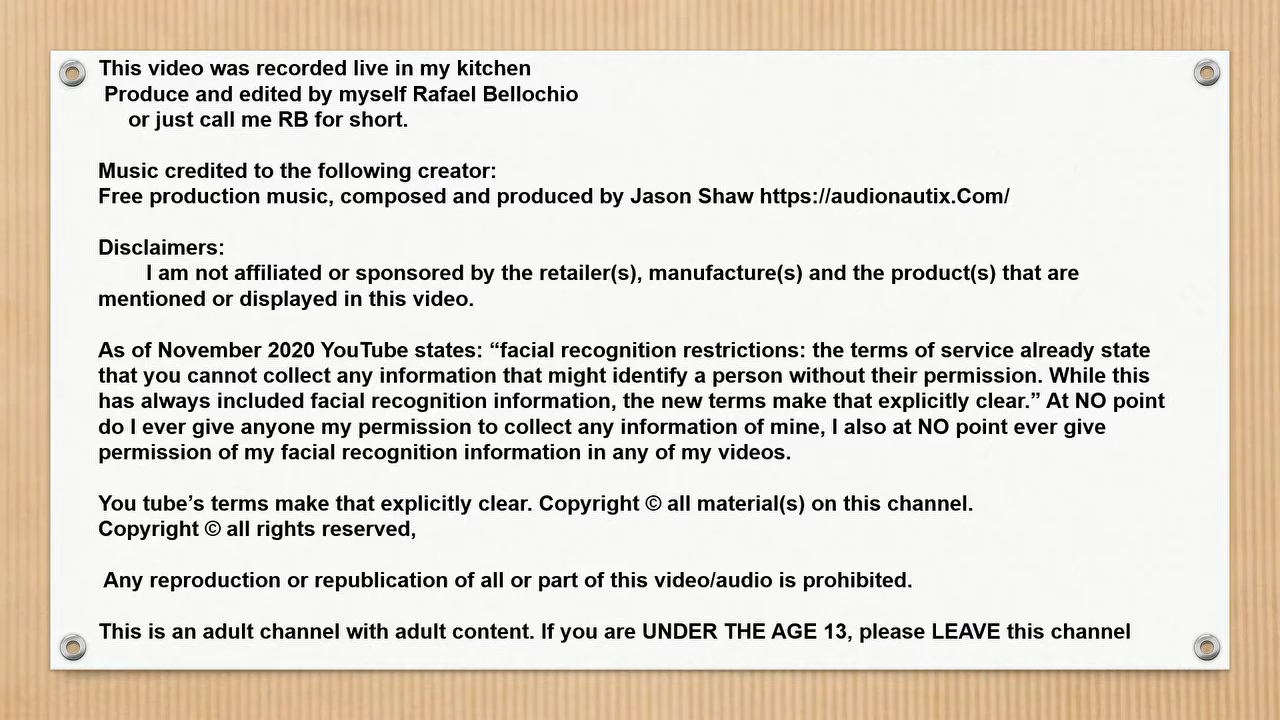 This video was recorded live in my kitchen
Produce and edited by myself Rafael Bellochio
or just call me RB for short.
Music credited to the following creator:
Free production music, composed and produced by Jason Shaw https://audionautix.Com/
Disclaimers:
I am not affiliated or sponsored by the retailer(s), manufacture(s) and the product(s) that are
mentioned or displayed in this video.
As of November 2020 YouTube states: “facial recognition restrictions: the terms of service already state
that you cannot collect any information that might identify a person without their permission. While this
has always included facial recognition information, the new terms make that explicitly clear.” At NO point
do I ever give anyone my permission to collect any information of mine, I also at NO point ever give
permission of my facial recognition information in any of my videos.
You tube’s terms make that explicitly clear. Copyright © all material(s) on this channel.
Copyright © all rights reserved,
Any reproduction or republication of all or part of this video/audio is prohibited.
This is an adult channel with adult content. If you are UNDER THE AGE 13, please LEAVE this channel